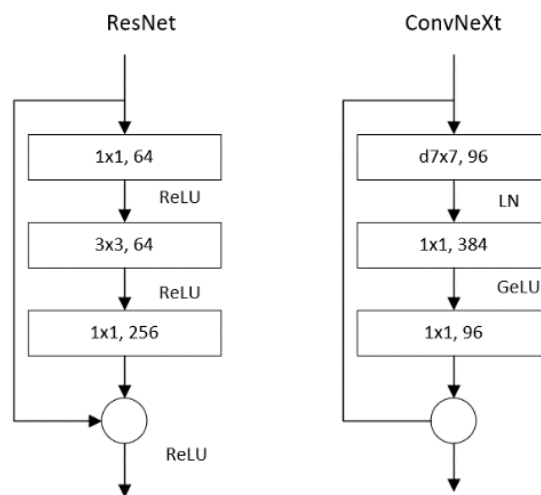 ResNet
1x1, 64
ReLU
3x3, 64
ReLU
1x1, 256
ReLU
ConvNeXt
d7x7, 96
LN
1x1, 384
GeLU
1x1, 96